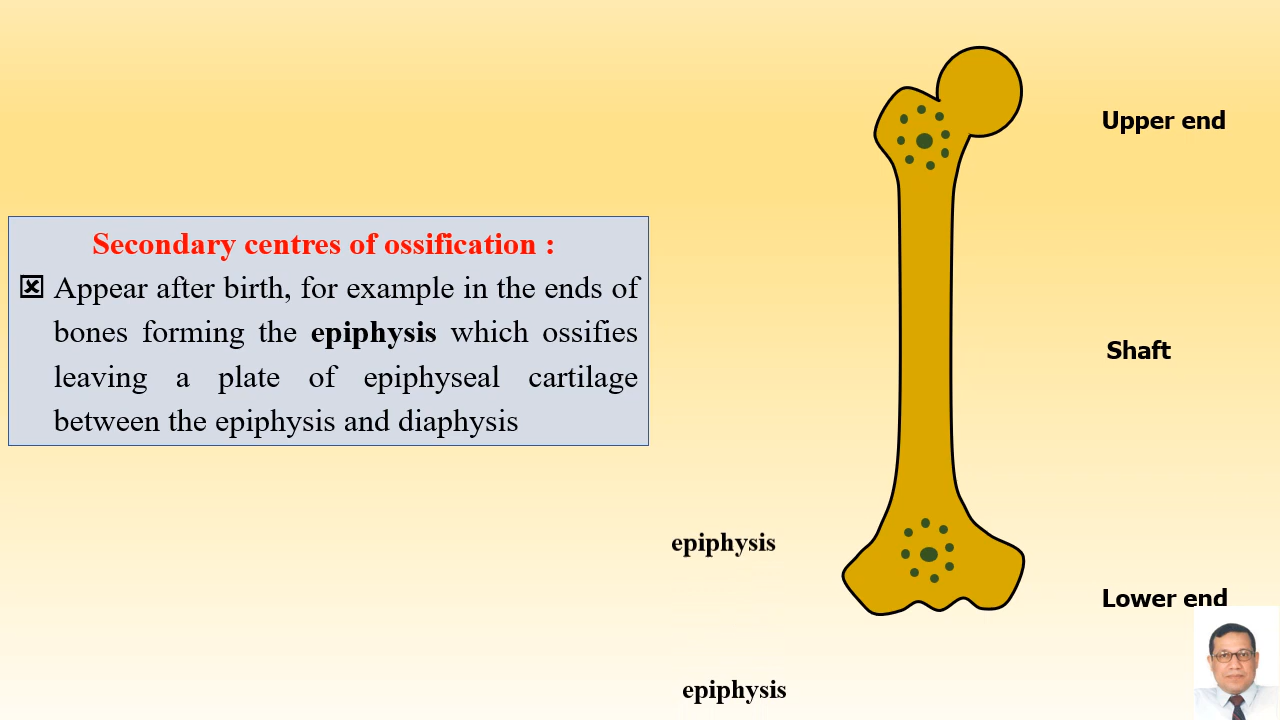 Upper end
Secondary centres of ossification :
Appear after birth, for example in the ends of
bones forming the epiphysis which ossifies
leaving a plate of epiphyseal cartilage
between the epiphysis and diaphysis
Shaft
epiphysis
Lower end
epiphysis